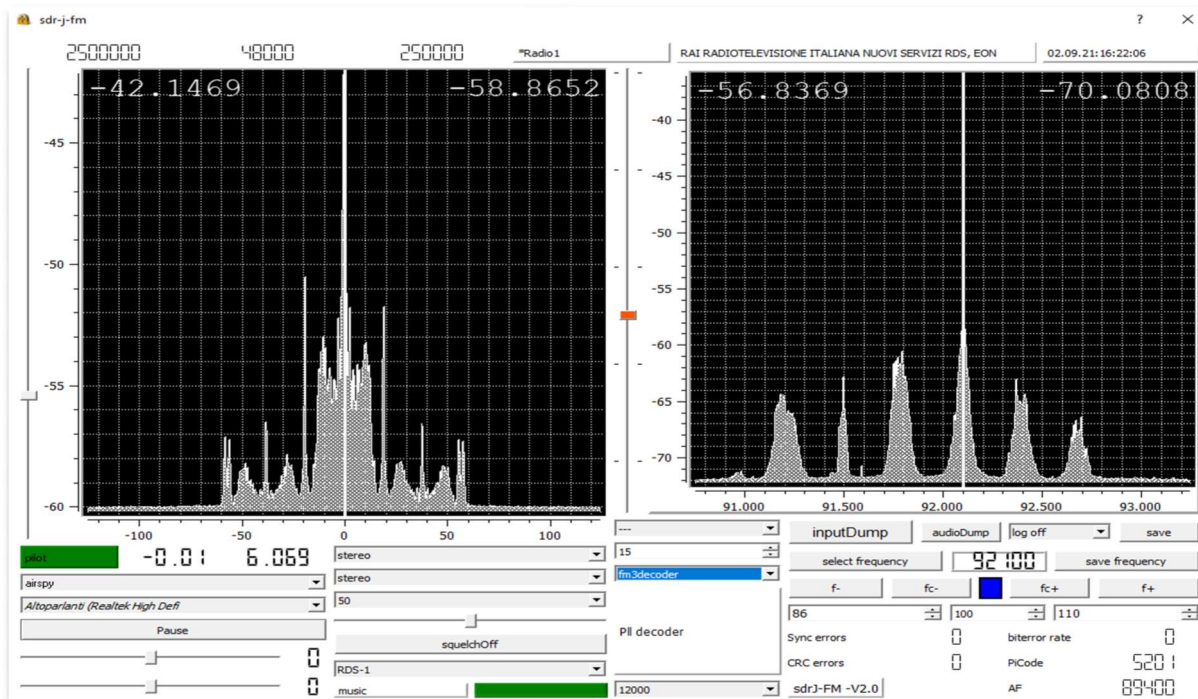 sdr-j-fm ? ×
2500000 48000 250000 *Radio1 RAI RADIOTELEVISIONE ITALIANA NUOVI SERVIZI RDS, EON 02.09.21:16:22:06
-42.1469 -58.8652 -56.8369 -70.0808
-40
-45 -45
-50
-50
-55
-60
-55
-65
-70
-60
91.000 91.500 92.000 92.500 93.000
-100 -50 0 50 100
pilot -0.01 6.069 stereo --- inputDump audioDump log off save
airspy stereo 15 select frequency 92100 save frequency
Altoparlanti (Realtek High Defi 50 fm3decoder f- fc- fc+ f+
Pause 86 100 110
squelchOff Pll decoder Sync errors 0 biterror rate 0
0 RDS-1 CRC errors 0 PiCode 5201
0 music 12000 sdrJ-FM -V2.0 AF 89400